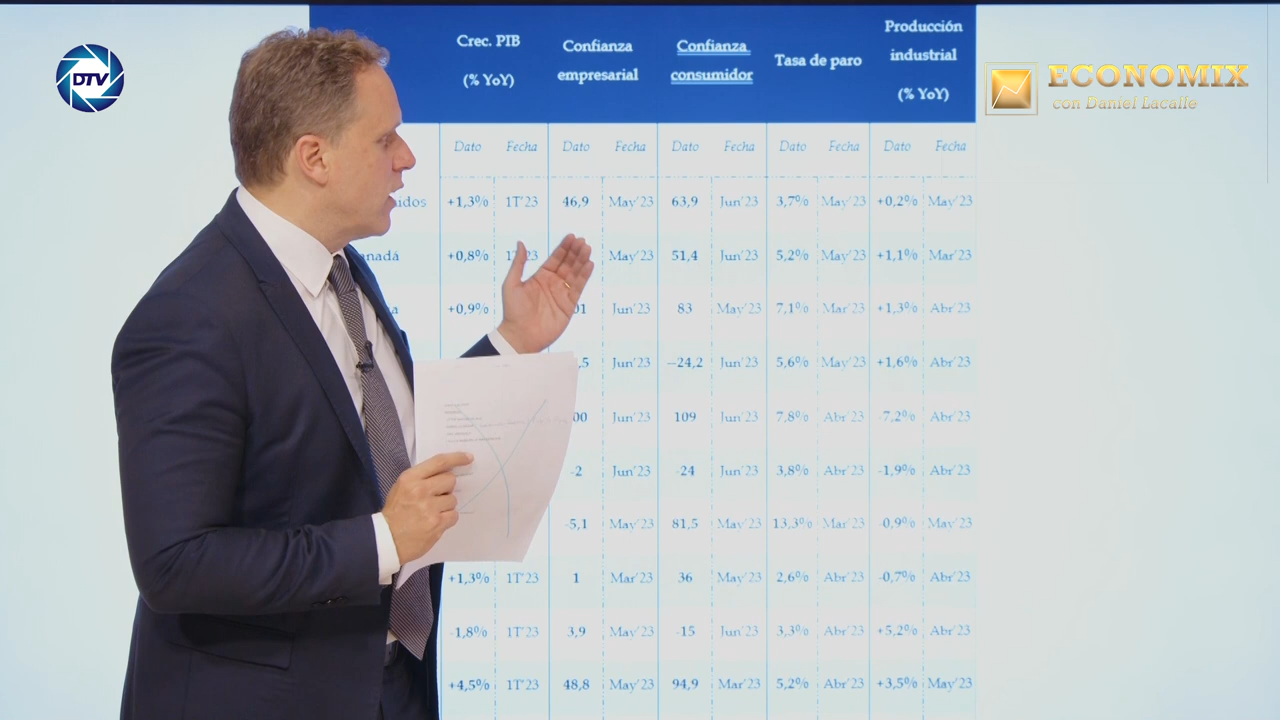 DTV
ECONOMIX
con Daniel Lacalle
Crec. PIB
(% YoY)
Confianza
empresarial
Confianza
consumidor
Tasa de paro
Producción
industrial
(% YoY)
Dato Fecha Dato Fecha Dato Fecha Dato Fecha Dato Fecha
+1,3% 1T'23 46,9 May'23 63,9 Jun'23 3,7% May'23 +0,2% May'23
+0,8% May'23 51,4 Jun'23 5,2% May'23 +1,1% Mar'23
+0,9% Jun'23 83 May'23 7,1% Mar'23 +1,3% Abr'23
Jun'23 -24,2 Jun'23 5,6% May'23 +1,6% Abr'23
Jun'23 109 Jun'23 7,8% Abr'23 -7,2% Abr'23
-2 Jun'23 -24 Jun'23 3,8% Abr'23 -1,9% Abr'23
-5,1 May'23 81,5 May'23 13,3% Mar'23 -0,9% May'23
+1,3% 1T'23 1 Mar'23 36 May'23 2,6% Abr'23 -0,7% Abr'23
-1,8% 1T'23 3,9 May'23 -15 Jun'23 3,3% Abr'23 +5,2% Abr'23
+4,5% 1T'23 48,8 May'23 94,9 Mar'23 5,2% Abr'23 +3,5% May'23